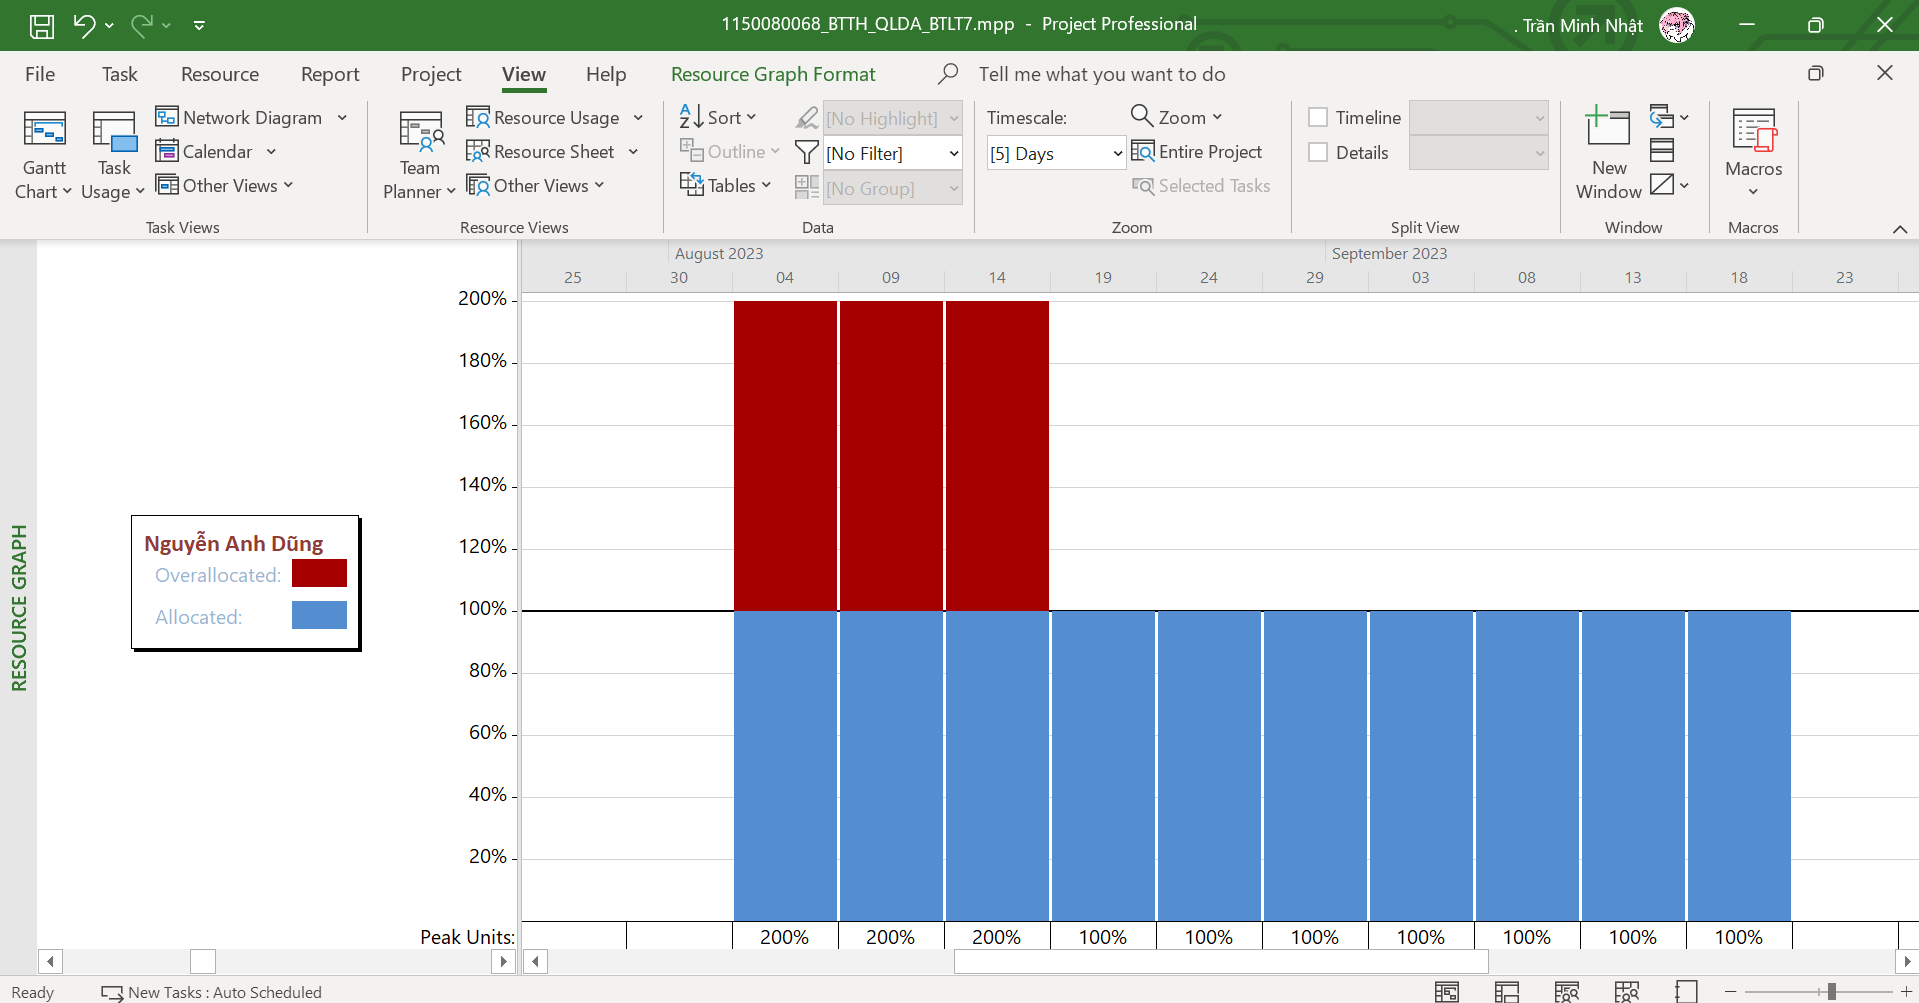 1150080068_BTTH_QLDA_BTLT7.mpp - Project Professional
. Trần Minh Nhật
File Task Resource Report Project View Help Resource Graph Format Tell me what you want to do
Gantt Chart
Task Usage
Network Diagram
Calendar
Other Views
Task Views
Team Planner
Resource Usage
Resource Sheet
Other Views
Resource Views
Sort
Outline
Tables
[No Highlight]
[No Filter]
[No Group]
Data
Timescale:
[5] Days
Zoom
Entire Project
Selected Tasks
Zoom
Timeline
Details
Split View
New Window
Window
Macros
Macros
RESOURCE GRAPH
August 2023 September 2023
25 30 04 09 14 19 24 29 03 08 13 18 23
Nguyễn Anh Dũng
Overallocated:
Allocated:
200%
180%
160%
140%
120%
100%
80%
60%
40%
20%
Peak Units: 200% 200% 200% 100% 100% 100% 100% 100% 100% 100%
Ready New Tasks : Auto Scheduled